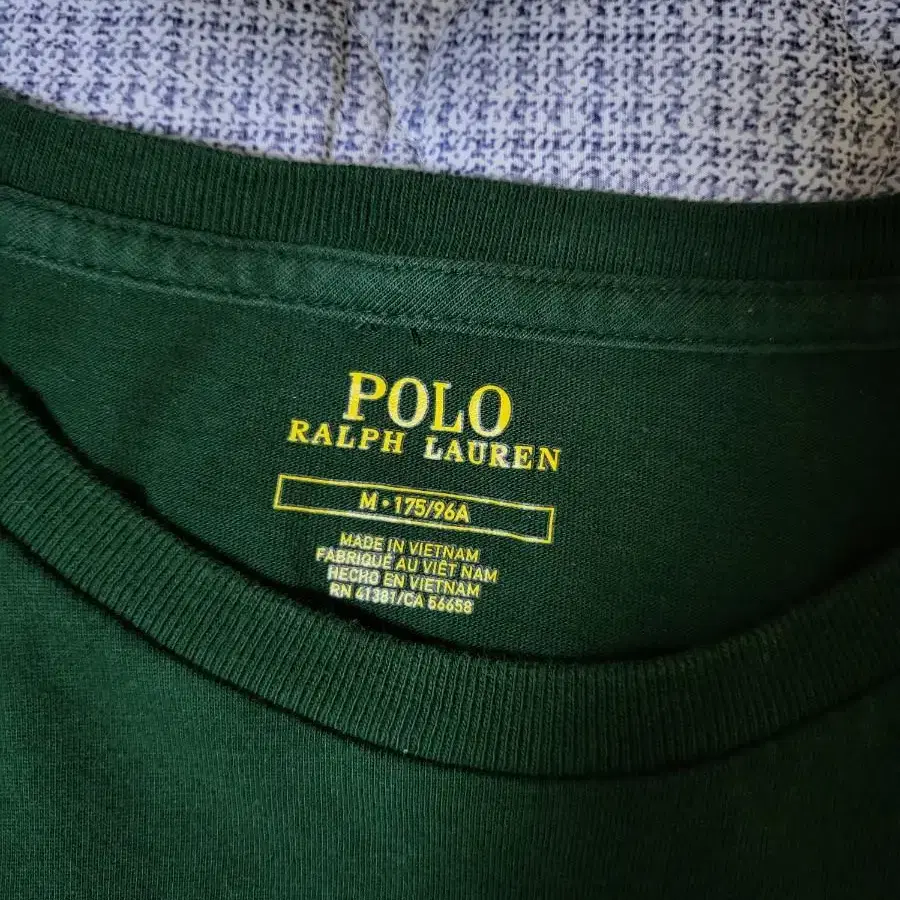 POLO
RALPH LAUREN
M • 175/96A
MADE IN VIETNAM
FABRIQUÉ AU VIÊT NAM
HECHO EN VIETNAM
RN 41381/CA 56658